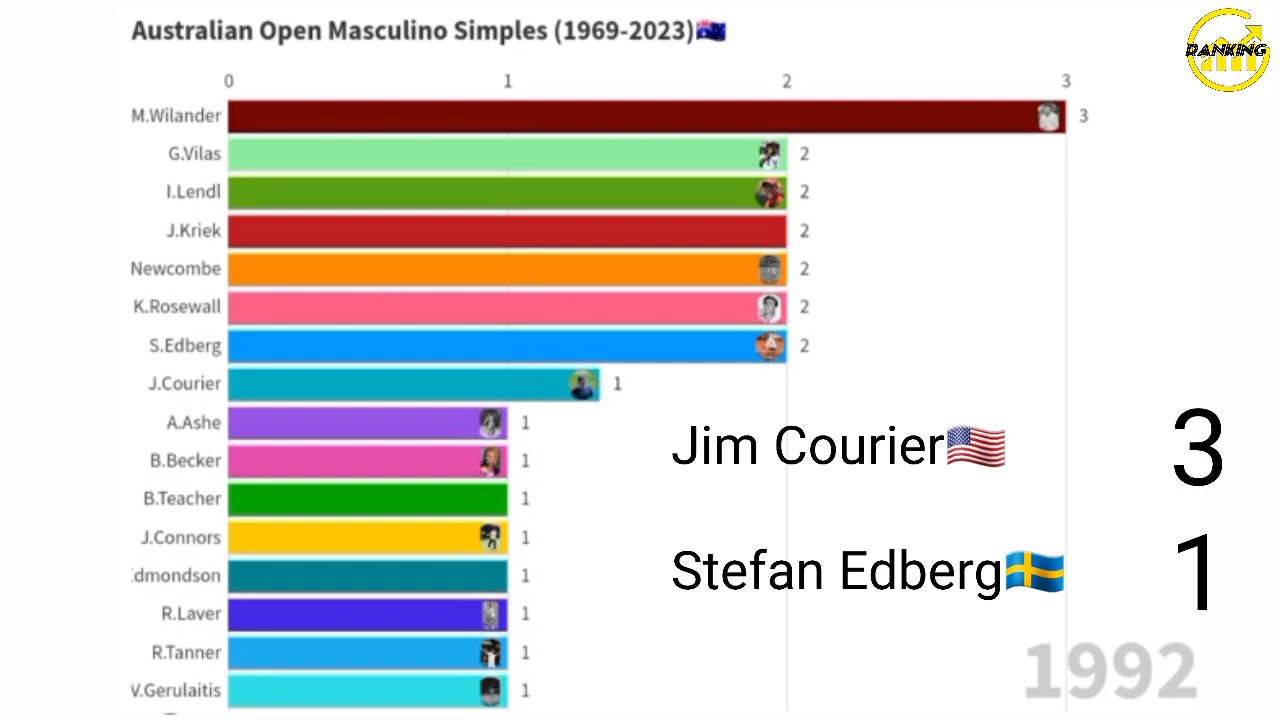 Australian Open Masculino Simples (1969-2023)
RANKING
0 1 2 3
M.Wilander 3
G.Vilas 2
I.Lendl 2
J.Kriek 2
Newcombe 2
K.Rosewall 2
S.Edberg 2
J.Courier 1
A.Ashe 1
B.Becker 1
B.Teacher 1
J.Connors 1
dmondson 1
R.Laver 1
R.Tanner 1
V.Gerulaitis 1
Jim Courier 3
Stefan Edberg 1
1992